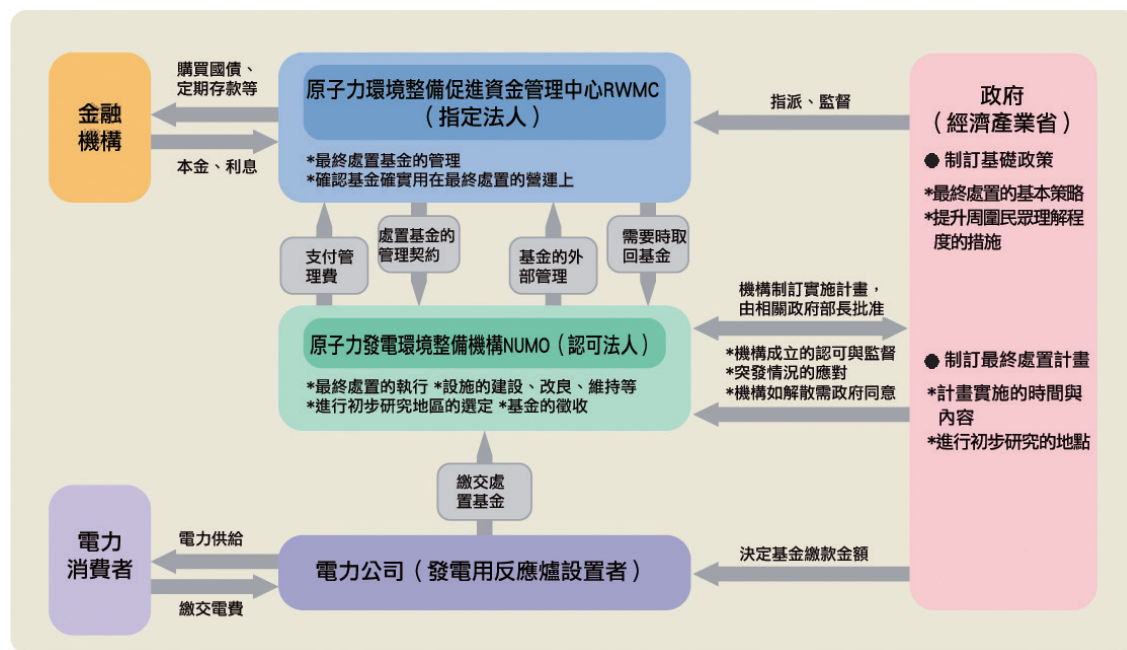 購買國債、
定期存款等
金融
機構
本金、利息
原子力環境整備促進資金管理中心RWMC
（指定法人）
*最終處置基金的管理
*確認基金確實用在最終處置的營運上
指派、監督
政府
（經濟產業省）
● 制訂基礎政策
*最終處置的基本策略
*提升周圍民眾理解程
度的措施
支付管
理費
處置基金的
管理契約
基金的外
部管理
需要時取
回基金
機構制訂實施計畫，
由相關政府部長批准
原子力發電環境整備機構NUMO（認可法人）
*最終處置的執行 *設施的建設、改良、維持等
*進行初步研究地區的選定 *基金的徵收
*機構成立的認可與監督
*突發情況的應對
*機構如解散需政府同意
● 制訂最終處置計畫
*計畫實施的時間與
內容
*進行初步研究的地點
繳交處
置基金
電力
消費者
電力供給
繳交電費
電力公司（發電用反應爐設置者）
決定基金繳款金額